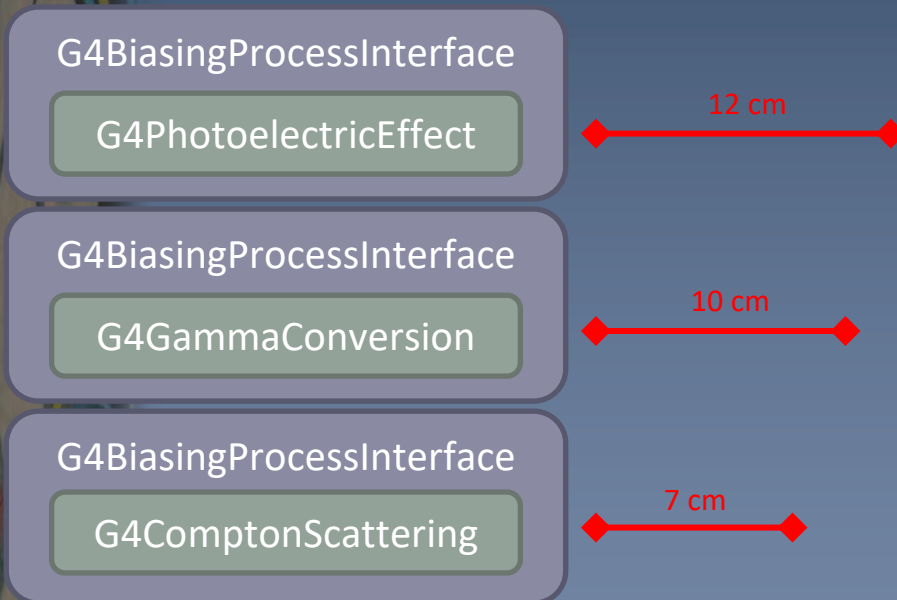 G4BiasingProcessInterface
G4PhotoelectricEffect
12 cm
G4BiasingProcessInterface
G4GammaConversion
10 cm
G4BiasingProcessInterface
G4ComptonScattering
7 cm